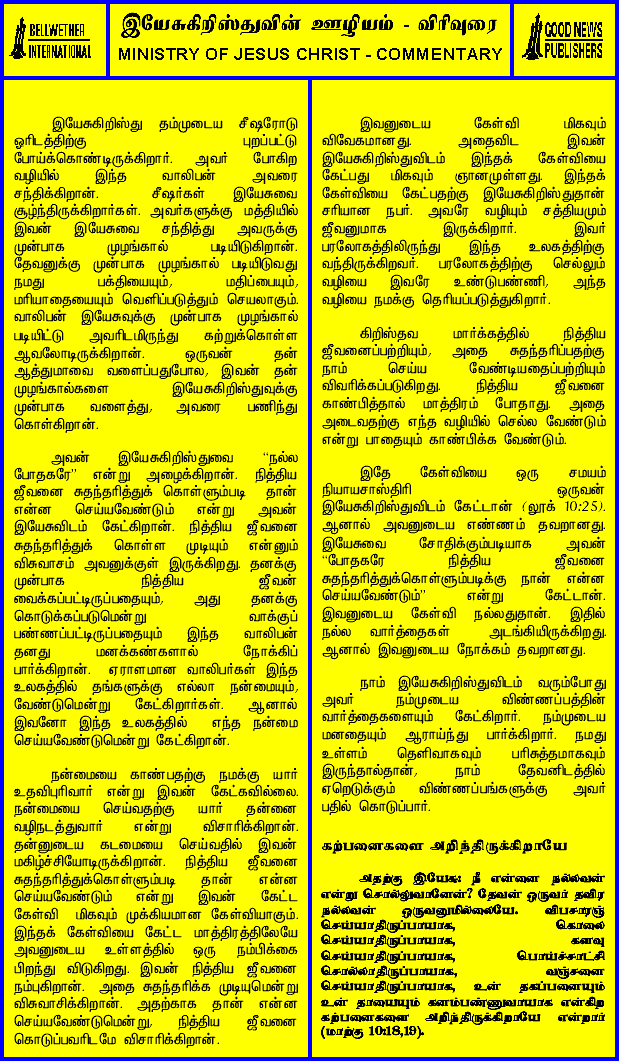 BELLWETHER
INTERNATIONAL
இயேசுகிறிஸ்துவின் ஊழியம் - விரிவுரை
MINISTRY OF JESUS CHRIST - COMMENTARY
GOOD NEWS
PUBLISHERS
இயேசுகிறிஸ்து தம்முடைய சீஷரோடு
ஓரிடத்திற்கு புறப்பட்டு
போய்க்கொண்டிருக்கிறார். அவர் போகிற
வழியில் இந்த வாலிபன் அவரை
சந்திக்கிறான். சீஷர்கள் இயேசுவை
சூழ்ந்திருக்கிறார்கள். அவர்களுக்கு மத்தியில்
இவன் இயேசுவை சந்தித்து அவருக்கு
முன்பாக முழங்கால் படியிடுகிறான்.
தேவனுக்கு முன்பாக முழங்கால் படியிடுவது
நமது பக்தியையும், மதிப்பையும்,
மரியாதையையும் வெளிப்படுத்தும் செயலாகும்.
வாலிபன் இயேசுவுக்கு முன்பாக முழங்கால்
படியிட்டு அவரிடமிருந்து கற்றுக்கொள்ள
ஆவலோடிருக்கிறான். ஒருவன் தன்
ஆத்துமாவை வளைப்பதுபோல, இவன் தன்
முழங்கால்களை இயேசுகிறிஸ்துவுக்கு
முன்பாக வளைத்து, அவரை பணிந்து
கொள்கிறான்.
அவன் இயேசுகிறிஸ்துவை “நல்ல
போதகரே” என்று அழைக்கிறான். நித்திய
ஜீவனை சுதந்தரித்துக் கொள்ளும்படி தான்
என்ன செய்யவேண்டும் என்று அவன்
இயேசுவிடம் கேட்கிறான். நித்திய ஜீவனை
சுதந்தரித்துக் கொள்ள முடியும் என்னும்
விசுவாசம் அவனுக்குள் இருக்கிறது. தனக்கு
முன்பாக நித்திய ஜீவன்
வைக்கப்பட்டிருப்பதையும், அது தனக்கு
கொடுக்கப்படுமென்று வாக்குப்
பண்ணப்பட்டிருப்பதையும் இந்த வாலிபன்
தனது மனக்கண்களால் நோக்கிப்
பார்க்கிறான். ஏராளமான வாலிபர்கள் இந்த
உலகத்தில் தங்களுக்கு எல்லா நன்மையும்,
வேண்டுமென்று கேட்கிறார்கள். ஆனால்
இவனோ இந்த உலகத்தில் எந்த நன்மை
செய்யவேண்டுமென்று கேட்கிறான்.
நன்மையை காண்பதற்கு நமக்கு யார்
உதவிபுரிவார் என்று இவன் கேட்கவில்லை.
நன்மையை செய்வதற்கு யார் தன்னை
வழிநடத்துவார் என்று விசாரிக்கிறான்.
தன்னுடைய கடமையை செய்வதில் இவன்
மகிழ்ச்சியோடிருக்கிறான். நித்திய ஜீவனை
சுதந்தரித்துக்கொள்ளும்படி தான் என்ன
செய்யவேண்டும் என்று இவன் கேட்ட
கேள்வி மிகவும் முக்கியமான கேள்வியாகும்.
இந்தக் கேள்வியை கேட்ட மாத்திரத்திலேயே
அவனுடைய உள்ளத்தில் ஒரு நம்பிக்கை
பிறந்து விடுகிறது. இவன் நித்திய ஜீவனை
நம்புகிறான். அதை சுதந்தரிக்க முடியுமென்று
விசுவாசிக்கிறான். அதற்காக தான் என்ன
செய்யவேண்டுமென்று, நித்திய ஜீவனை
கொடுப்பவரிடமே விசாரிக்கிறான்.
இவனுடைய கேள்வி மிகவும்
விவேகமானது. அதைவிட இவன்
இயேசுகிறிஸ்துவிடம் இந்தக் கேள்வியை
கேட்பது மிகவும் ஞானமுள்ளது. இந்தக்
கேள்வியை கேட்பதற்கு இயேசுகிறிஸ்துதான்
சரியான நபர். அவரே வழியும் சத்தியமும்
ஜீவனுமாக இருக்கிறார். இவர்
பரலோகத்திலிருந்து இந்த உலகத்திற்கு
வந்திருக்கிறவர். பரலோகத்திற்கு செல்லும்
வழியை இவரே உண்டுபண்ணி, அந்த
வழியை நமக்கு தெரியப்படுத்துகிறார்.
கிறிஸ்தவ மார்க்கத்தில் நித்திய
ஜீவனைப்பற்றியும், அதை சுதந்தரிப்பதற்கு
நாம் செய்ய வேண்டியதைப்பற்றியும்
விவரிக்கப்படுகிறது. நித்திய ஜீவனை
காண்பித்தால் மாத்திரம் போதாது. அதை
அடைவதற்கு எந்த வழியில் செல்ல வேண்டும்
என்று பாதையும் காண்பிக்க வேண்டும்.
இதே கேள்வியை ஒரு சமயம்
நியாயசாஸ்திரி ஒருவன்
இயேசுகிறிஸ்துவிடம் கேட்டான் (லூக் 10:25).
ஆனால் அவனுடைய எண்ணம் தவறானது.
இயேசுவை சோதிக்கும்படியாக அவன்
“போதகரே நித்திய ஜீவனை
சுதந்தரித்துக்கொள்ளும்படிக்கு நான் என்ன
செய்யவேண்டும்” என்று கேட்டான்.
இவனுடைய கேள்வி நல்லதுதான். இதில்
நல்ல வார்த்தைகள் அடங்கியிருக்கிறது.
ஆனால் இவனுடைய நோக்கம் தவறானது.
நாம் இயேசுகிறிஸ்துவிடம் வரும்போது
அவர் நம்முடைய விண்ணப்பத்தின்
வார்த்தைகளையும் கேட்கிறார். நம்முடைய
மனதையும் ஆராய்ந்து பார்க்கிறார். நமது
உள்ளம் தெளிவாகவும் பரிசுத்தமாகவும்
இருந்தால்தான், நாம் தேவனிடத்தில்
ஏறெடுக்கும் விண்ணப்பங்களுக்கு அவர்
பதில் கொடுப்பார்.
கற்பனைகளை அறிந்திருக்கிறாயே
அதற்கு இயேசு: நீ என்னை நல்லவன்
என்று சொல்லுவானேன்? தேவன் ஒருவர் தவிர
நல்லவன் ஒருவனுமில்லையே. விபசாரஞ்
செய்யாதிருப்பாயாக, கொலை
செய்யாதிருப்பாயாக, களவு
செய்யாதிருப்பாயாக, பொய்ச்சாட்சி
சொல்லாதிருப்பாயாக, வஞ்சனை
செய்யாதிருப்பாயாக, உன் தகப்பனையும்
உன் தாயையும் கனம்பண்ணுவாயாக என்கிற
கற்பனைகளை அறிந்திருக்கிறாயே என்றார்
(மாற்கு 10:18,19).